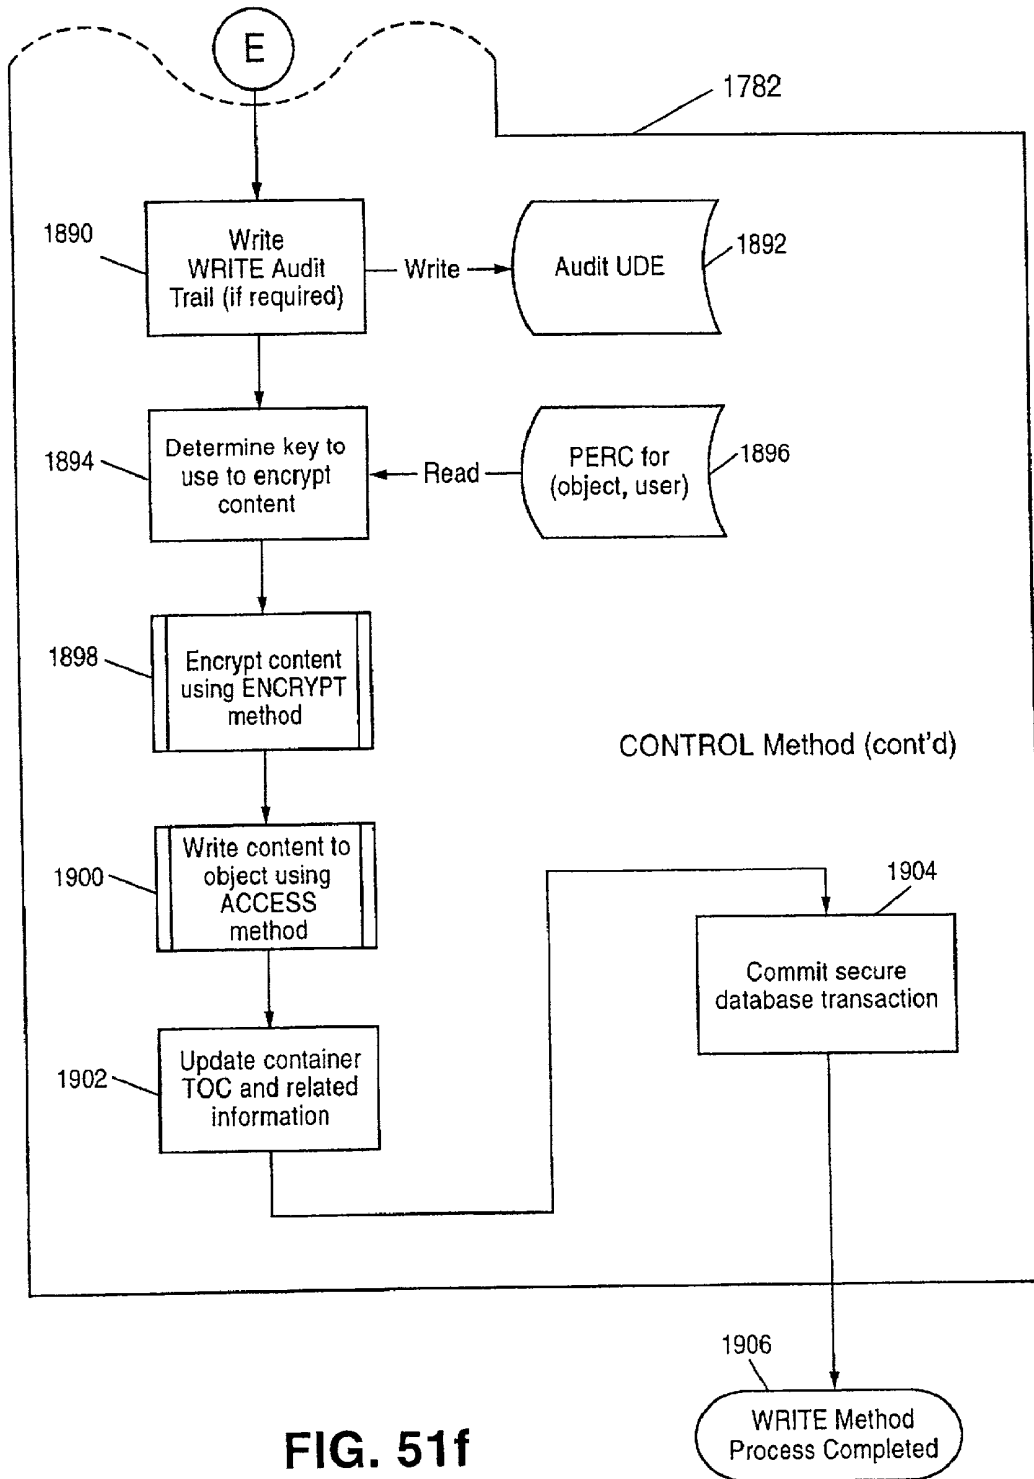 E
1782
1890
Write
WRITE Audit
Trail (if required)
Write
Audit UDE
1892
1894
Determine key to
use to encrypt
content
Read
PERC for
(object, user)
1896
1898
Encrypt content
using ENCRYPT
method
CONTROL Method (cont'd)
1900
Write content to
object using
ACCESS
method
1904
Commit secure
database transaction
1902
Update container
TOC and related
information
1906
WRITE Method
Process Completed
FIG. 51f